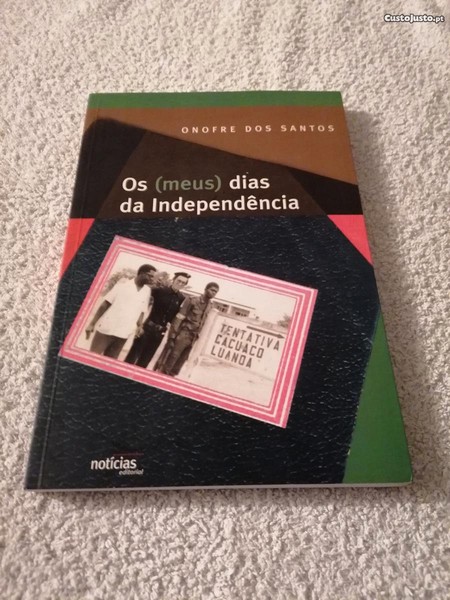 CustoJusto.pt
ONOFRE DOS SANTOS
Os (meus) dias
da Independência
TENTATIVA
CACUACO
LUANDA
notícias
editorial